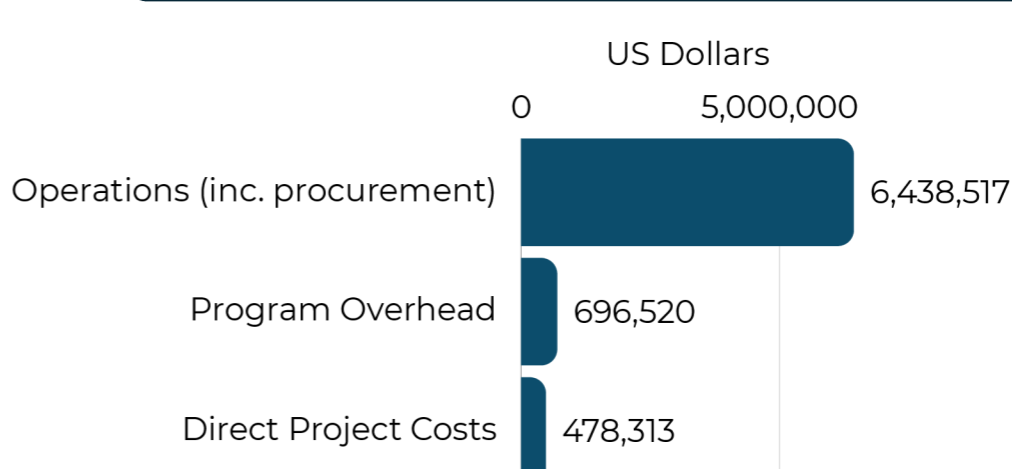 US Dollars
0 5,000,000
Operations (inc. procurement) 6,438,517
Program Overhead 696,520
Direct Project Costs 478,313